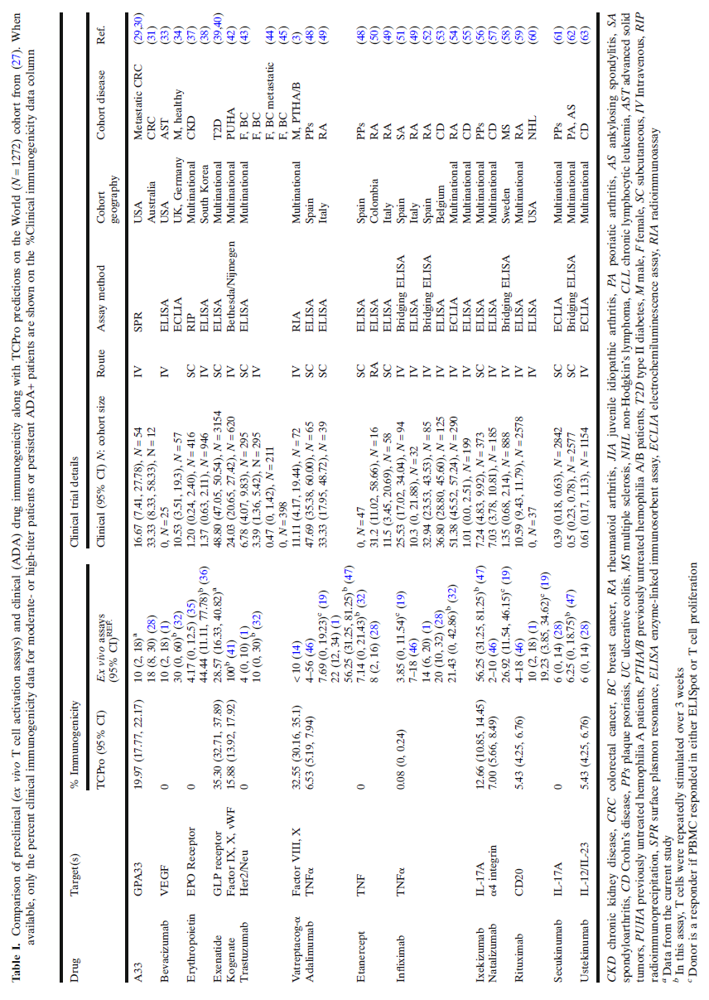 Table I. Comparison of preclinical (ex vivo T cell activation assays) and clinical (ADA) drug immunogenicity along with TCPro predictions on the World (N = 1272) cohort from (27). When
available, only the percent clinical immunogenicity data for moderate- or high-titer patients or persistent ADA+ patients are shown on the %Clinical immunogenicity data column
Drug Target(s) % Immunogenicity Clinical trial details
TCPro (95% CI) Ex vivo assays (95% CI)REF. Clinical (95% CI) N: cohort size Route Assay method Cohort geography Cohort disease Ref.
A33 GPA33 19.97 (17.77, 22.17) 10 (2, 18)a 16.67 (7.41, 27.78), N = 54 IV SPR USA Metastatic CRC (29,30)
18 (8, 30) (28) 33.33 (8.33, 58.33), N = 12 Australia CRC (31)
Bevacizumab VEGF 0 10 (2, 18) (1) 0, N = 25 IV ELISA USA AST (33)
30 (0, 60)b (32) 10.53 (3.51, 19.3), N = 57 ECLIA UK, Germany M, healthy (34)
Erythropoietin EPO Receptor 0 4.17 (0, 12.5) (35) 1.20 (0.24, 2.40), N = 416 SC RIP Multinational CKD (37)
44.44 (11.11, 77.78)b (36) 1.37 (0.63, 2.11), N = 946 IV ELISA South Korea (38)
Exenatide GLP receptor 35.30 (32.71, 37.89) 28.57 (16.33, 40.82)a 48.80 (47.05, 50.54), N = 3154 SC ELISA Multinational T2D (39,40)
Kogenate Factor IX, X, vWF 15.88 (13.92, 17.92) 100b (41) 24.03 (20.65, 27.42), N = 620 IV Bethesda/Nijmegen Multinational PUHA (42)
Trastuzumab Her2/Neu 0 4 (0, 10) (1) 6.78 (4.07, 9.83), N = 295 SC ELISA Multinational F, BC (43)
10 (0, 30)b (32) 3.39 (1.36, 5.42), N = 295 IV F, BC
0.47 (0, 1.42), N = 211 F, BC metastatic (44)
0, N = 398 F, BC (45)
Vatreptacog-α Factor VIII, X 32.55 (30.16, 35.1) < 10 (14) 11.11 (4.17, 19.44), N = 72 IV RIA Multinational M, PTHA/B (3)
Adalimumab TNFα 6.53 (5.19, 7.94) 4–56 (46) 47.69 (35.38, 60.00), N = 65 SC ELISA Spain PPs (48)
7.69 (0, 19.23)c (19) 33.33 (17.95, 48.72), N = 39 SC ELISA Italy RA (49)
22 (12, 34) (1)
56.25 (31.25, 81.25)b (47)
Etanercept TNF 0 7.14 (0, 21.43)b (32) 0, N = 47 SC ELISA Spain PPs (48)
8 (2, 16) (28) 31.2 (11.02, 58.66), N = 16 RA ELISA Colombia RA (50)
11.5 (3.45, 20.69), N = 58 SC ELISA Italy RA (49)
Infliximab TNFα 0.08 (0, 0.24) 3.85 (0, 11.54)c (19) 25.53 (17.02, 34.04), N = 94 IV Bridging ELISA Spain SA (51)
7–18 (46) 10.3 (0, 21.88), N = 32 IV ELISA Italy RA (49)
14 (6, 20) (1) 32.94 (23.53, 43.53), N = 85 IV Bridging ELISA Spain RA (52)
20 (10, 32) (28) 36.80 (28.80, 45.60), N = 125 IV ELISA Belgium CD (53)
21.43 (0, 42.86)b (32) 51.38 (45.52, 57.24), N = 290 IV ECLIA Multinational RA (54)
1.01 (0.0, 2.51), N = 199 IV ELISA Multinational CD (55)
Ixekizumab IL-17A 12.66 (10.85, 14.45) 56.25 (31.25, 81.25)b (47) 7.24 (4.83, 9.92), N = 373 SC ELISA Multinational PPs (56)
Natalizumab α4 integrin 7.00 (5.66, 8.49) 2–10 (46) 7.03 (3.78, 10.81), N = 185 IV ELISA Multinational CD (57)
26.92 (11.54, 46.15)c (19) 1.35 (0.68, 2.14), N = 888 IV Bridging ELISA Sweden MS (58)
Rituximab CD20 5.43 (4.25, 6.76) 4–18 (46) 10.59 (9.43, 11.79), N = 2578 IV ELISA Multinational RA (59)
10 (2, 18) (1) 0, N = 37 IV ELISA USA NHL (60)
19.23 (3.85, 34.62)c (19)
Secukinumab IL-17A 0 6 (0, 14) (28) 0.39 (0.18, 0.63), N = 2842 SC ECLIA Multinational PPs (61)
6.25 (0, 18.75)b (47) 0.5 (0.23, 0.78), N = 2577 SC Bridging ELISA Multinational PA, AS (62)
Ustekinumab IL-12/IL-23 5.43 (4.25, 6.76) 6 (0, 14) (28) 0.61 (0.17, 1.13), N = 1154 IV ECLIA Multinational CD (63)
CKD chronic kidney disease, CRC colorectal cancer, BC breast cancer, RA rheumatoid arthritis, JIA juvenile idiopathic arthritis, PA psoriatic arthritis, AS ankylosing spondylitis, SA
spondyloarthritis, CD Crohn's disease, PPs plaque psoriasis, UC ulcerative colitis, MS multiple sclerosis, NHL non-Hodgkin's lymphoma, CLL chronic lymphocytic leukemia, AST advanced solid
tumors, PUHA previously untreated hemophilia A patients, PTHA/B previously untreated hemophilia A/B patients, T2D type II diabetes, M male, F female, SC subcutaneous, IV Intravenous, RIP
radioimmunoprecipitation, SPR surface plasmon resonance, ELISA enzyme-linked immunosorbent assay, ECLIA electrochemiluminescence assay, RIA radioimmunoassay
a Data from the current study
b In this assay, T cells were repeatedly stimulated over 3 weeks
c Donor is a responder if PBMC responded in either ELISpot or T cell proliferation